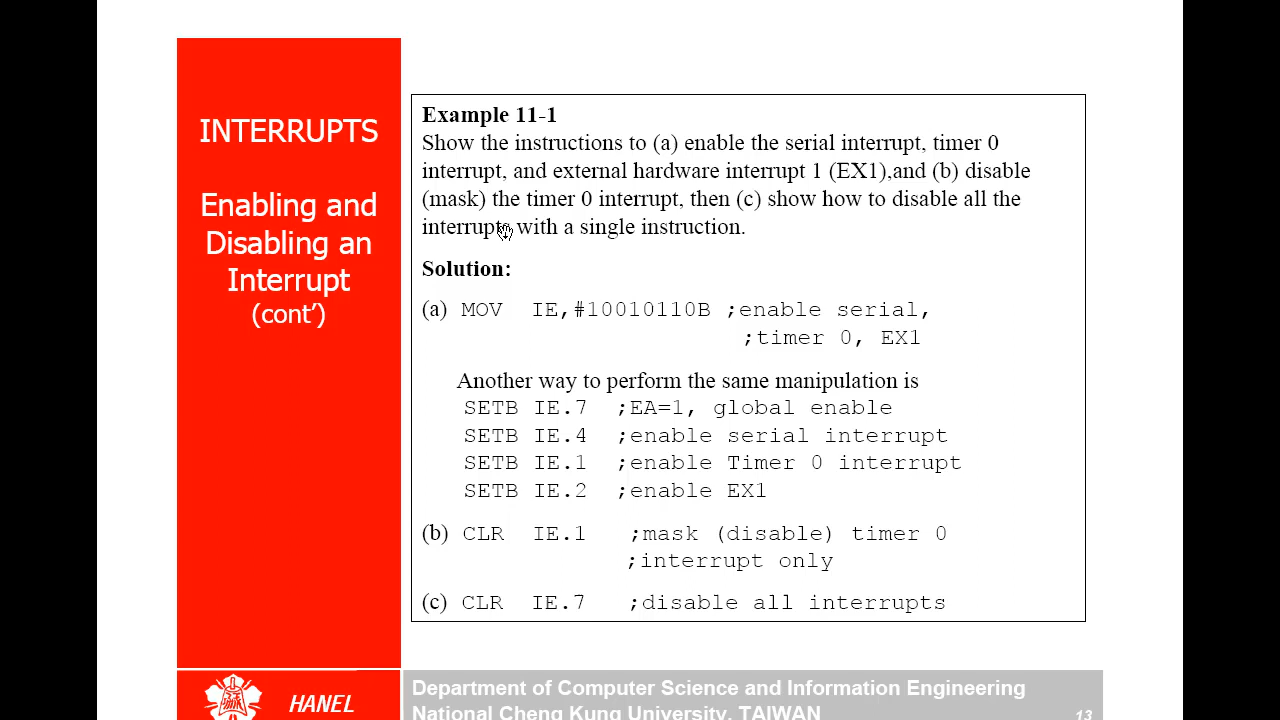 INTERRUPTS
Enabling and
Disabling an
Interrupt
(cont’)
Example 11-1
Show the instructions to (a) enable the serial interrupt, timer 0
interrupt, and external hardware interrupt 1 (EX1),and (b) disable
(mask) the timer 0 interrupt, then (c) show how to disable all the
interrupts with a single instruction.
Solution:
(a) MOV IE,#10010110B ;enable serial,
;timer 0, EX1
Another way to perform the same manipulation is
SETB IE.7 ;EA=1, global enable
SETB IE.4 ;enable serial interrupt
SETB IE.1 ;enable Timer 0 interrupt
SETB IE.2 ;enable EX1
(b) CLR IE.1 ;mask (disable) timer 0
;interrupt only
(c) CLR IE.7 ;disable all interrupts
HANEL
Department of Computer Science and Information Engineering
National Cheng Kung University, TAIWAN
13